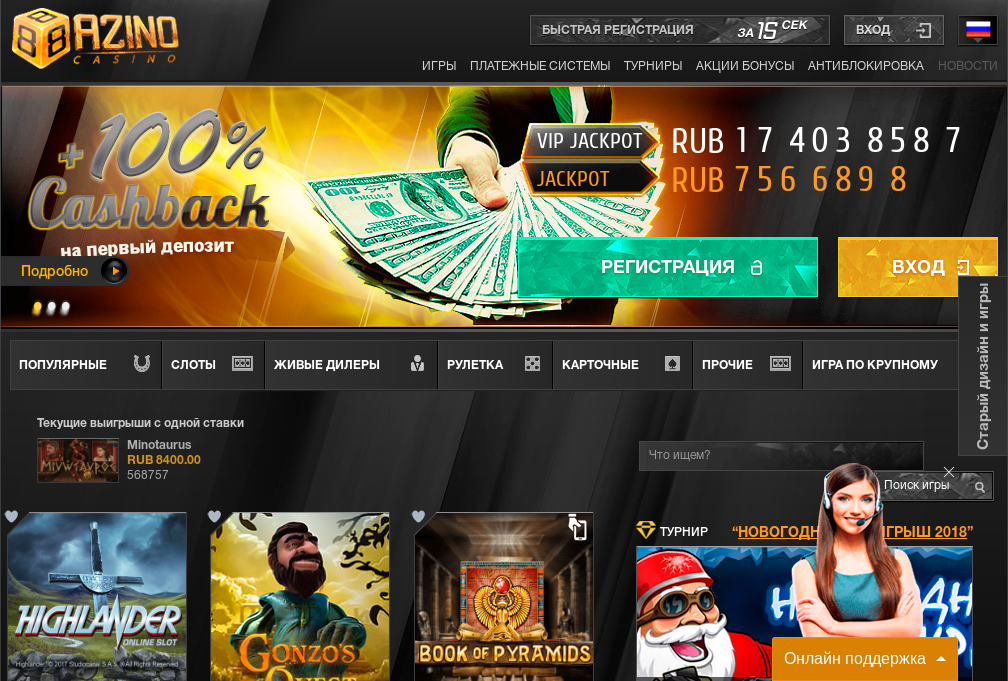 888 AZINO
CASINO
БЫСТРАЯ РЕГИСТРАЦИЯ ЗА 15 СЕК
ВХОД
ИГРЫ ПЛАТЕЖНЫЕ СИСТЕМЫ ТУРНИРЫ АКЦИИ БОНУСЫ АНТИБЛОКИРОВКА НОВОСТИ
+100%
Cashback
на первый депозит
Подробно
VIP JACKPOT RUB 17 403 858 7
JACKPOT RUB 756 689 8
РЕГИСТРАЦИЯ
ВХОД
Старый дизайн и игры
ПОПУЛЯРНЫЕ СЛОТЫ ЖИВЫЕ ДИЛЕРЫ РУЛЕТКА КАРТОЧНЫЕ ПРОЧИЕ ИГРА ПО КРУПНОМУ
Текущие выигрыши с одной ставки
Minotaurus
RUB 8400.00
568757
Что ищем?
Поиск игры
HIGHLANDER
ONLINE SLOT
Highlander © 2017 Studiocanal S.A.S. ® All Rights Reserved
GONZO'S
QUEST
BOOK OF PYRAMIDS
ТУРНИР
“НОВОГОДН ИГРЫШ 2018”
Онлайн поддержка